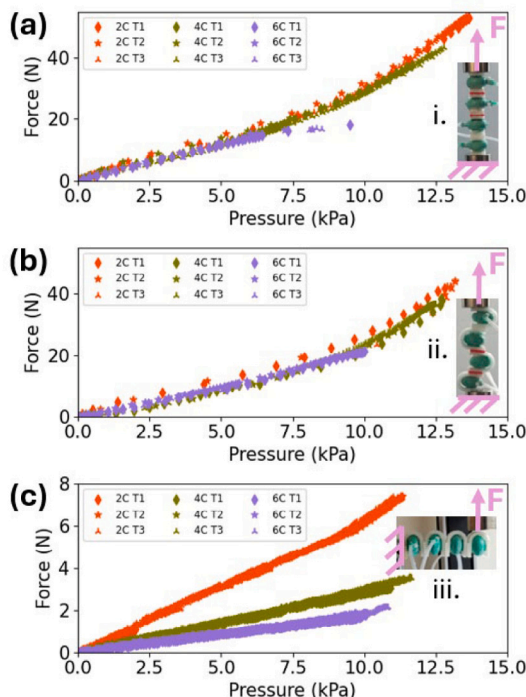 (a)
2C T1 4C T1 6C T1
2C T2 4C T2 6C T2
2C T3 4C T3 6C T3
F
i.
40
20
0
Force (N)
0.0 2.5 5.0 7.5 10.0 12.5 15.0
Pressure (kPa)
(b)
2C T1 4C T1 6C T1
2C T2 4C T2 6C T2
2C T3 4C T3 6C T3
F
ii.
40
20
0
Force (N)
0.0 2.5 5.0 7.5 10.0 12.5 15.0
Pressure (kPa)
(c)
2C T1 4C T1 6C T1
2C T2 4C T2 6C T2
2C T3 4C T3 6C T3
F
iii.
8
6
4
2
0
Force (N)
0.0 2.5 5.0 7.5 10.0 12.5 15.0
Pressure (kPa)